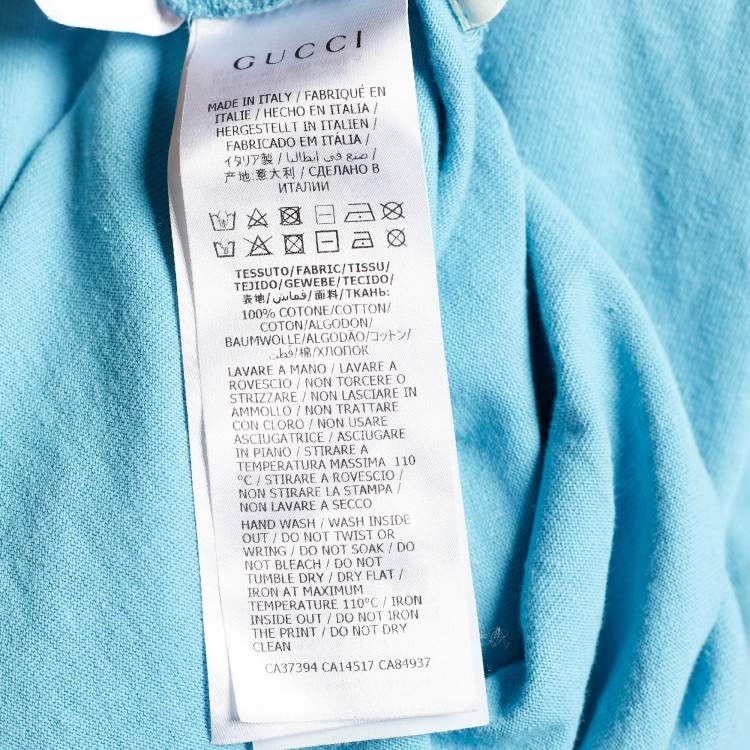 GUCCI
MADE IN ITALY / FABRIQUÉ EN
ITALIE / HECHO EN ITALIA /
HERGESTELLT IN ITALIEN /
FABRICADO EM ITÁLIA /
イタリア製 / صنع في ايطاليا /
产地:意大利 / СДЕЛАНО В
ИТАЛИИ
TESSUTO/FABRIC/TISSU/
TEJIDO/GEWEBE/TECIDO/
表地/قماش/面料/ТКАНЬ:
100% COTONE/COTTON/
COTON/ALGODON/
BAUMWOLLE/ALGODÃO/コットン/
قطن/棉/ХЛОПОК
LAVARE A MANO / LAVARE A
ROVESCIO / NON TORCERE O
STRIZZARE / NON LASCIARE IN
AMMOLLO / NON TRATTARE
CON CLORO / NON USARE
ASCIUGATRICE / ASCIUGARE
IN PIANO / STIRARE A
TEMPERATURA MASSIMA 110
°C / STIRARE A ROVESCIO /
NON STIRARE LA STAMPA /
NON LAVARE A SECCO
HAND WASH / WASH INSIDE
OUT / DO NOT TWIST OR
WRING / DO NOT SOAK / DO
NOT BLEACH / DO NOT
TUMBLE DRY / DRY FLAT /
IRON AT MAXIMUM
TEMPERATURE 110°C / IRON
INSIDE OUT / DO NOT IRON
THE PRINT / DO NOT DRY
CLEAN
CA37394 CA14517 CA84937